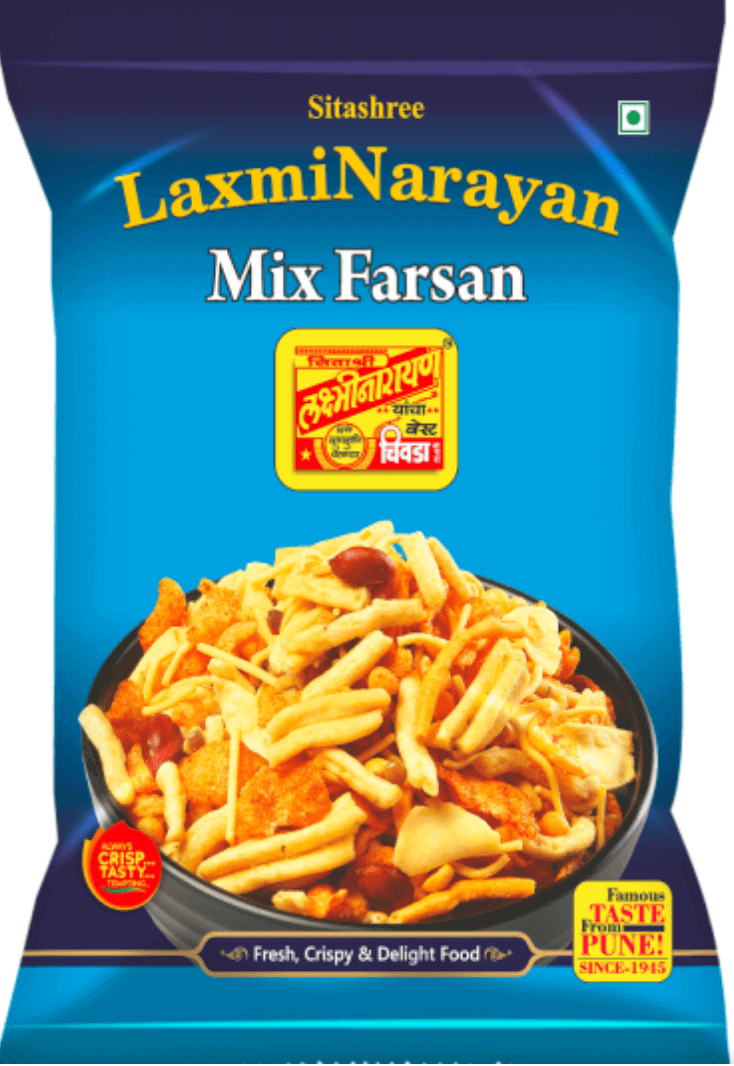 Sitashree
LaxmiNarayan
Mix Farsan
सिताश्री
लक्ष्मीनारायण
यांचा
बेस्ट
चिवडा
ALWAYS
CRISP...
TASTY...
TEMPTING...
Fresh, Crispy & Delight Food
Famous
TASTE
From
PUNE!
SINCE-1945